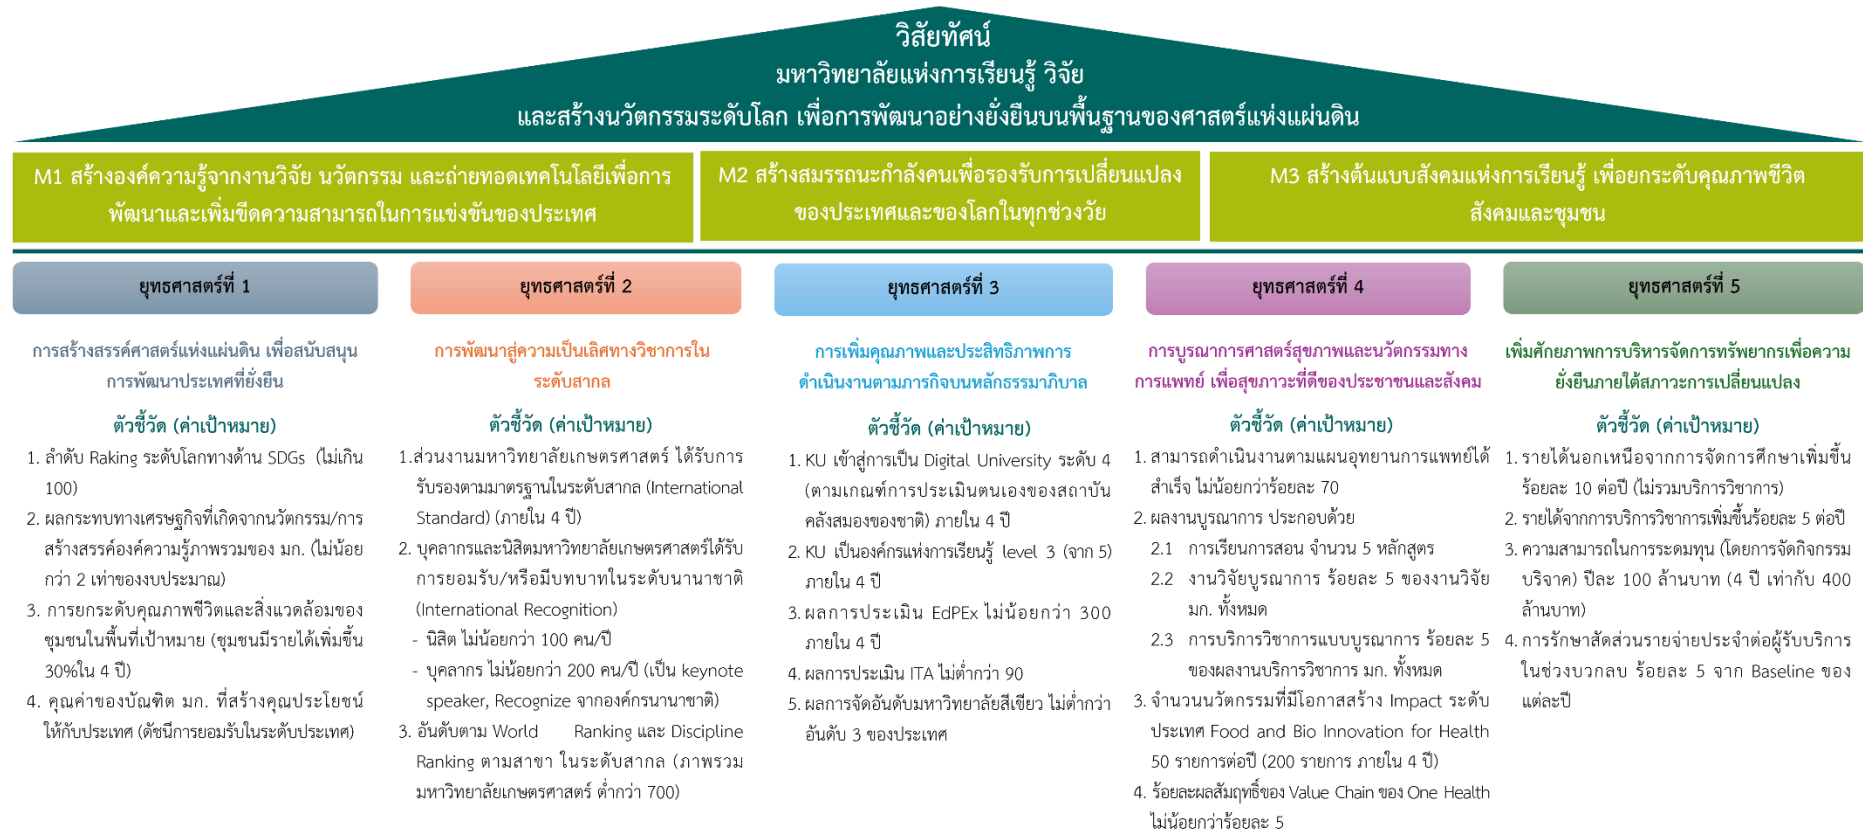 วิสัยทัศน์
มหาวิทยาลัยแห่งการเรียนรู้ วิจัย
และสร้างนวัตกรรมระดับโลก เพื่อการพัฒนาอย่างยั่งยืนบนพื้นฐานของศาสตร์แห่งแผ่นดิน
M1 สร้างองค์ความรู้จากงานวิจัย นวัตกรรม และถ่ายทอดเทคโนโลยีเพื่อการ
พัฒนาและเพิ่มขีดความสามารถในการแข่งขันของประเทศ
M2 สร้างสมรรถนะกำลังคนเพื่อรองรับการเปลี่ยนแปลง
ของประเทศและของโลกในทุกช่วงวัย
M3 สร้างต้นแบบสังคมแห่งการเรียนรู้ เพื่อยกระดับคุณภาพชีวิต
สังคมและชุมชน
ยุทธศาสตร์ที่ 1
การสร้างสรรค์ศาสตร์แห่งแผ่นดิน เพื่อสนับสนุน
การพัฒนาประเทศที่ยั่งยืน
ตัวชี้วัด (ค่าเป้าหมาย)
1. ลำดับ Raking ระดับโลกทางด้าน SDGs (ไม่เกิน
100)
2. ผลกระทบทางเศรษฐกิจที่เกิดจากนวัตกรรม/การ
สร้างสรรค์องค์ความรู้ภาพรวมของ มก. (ไม่น้อย
กว่า 2 เท่าของงบประมาณ)
3. การยกระดับคุณภาพชีวิตและสิ่งแวดล้อมของ
ชุมชนในพื้นที่เป้าหมาย (ชุมชนมีรายได้เพิ่มขึ้น
30%ใน 4 ปี)
4. คุณค่าของบัณฑิต มก. ที่สร้างคุณประโยชน์
ให้กับประเทศ (ดัชนีการยอมรับในระดับประเทศ)
ยุทธศาสตร์ที่ 2
การพัฒนาสู่ความเป็นเลิศทางวิชาการใน
ระดับสากล
ตัวชี้วัด (ค่าเป้าหมาย)
1.ส่วนงานมหาวิทยาลัยเกษตรศาสตร์ ได้รับการ
รับรองตามมาตรฐานในระดับสากล (International
Standard) (ภายใน 4 ปี)
2. บุคลากรและนิสิตมหาวิทยาลัยเกษตรศาสตร์ได้รับ
การยอมรับ/หรือมีบทบาทในระดับนานาชาติ
(International Recognition)
- นิสิต ไม่น้อยกว่า 100 คน/ปี
- บุคลากร ไม่น้อยกว่า 200 คน/ปี (เป็น keynote
speaker, Recognize จากองค์กรนานาชาติ)
3. อันดับตาม World Ranking และ Discipline
Ranking ตามสาขา ในระดับสากล (ภาพรวม
มหาวิทยาลัยเกษตรศาสตร์ ต่ำกว่า 700)
ยุทธศาสตร์ที่ 3
การเพิ่มคุณภาพและประสิทธิภาพการ
ดำเนินงานตามภารกิจบนหลักธรรมาภิบาล
ตัวชี้วัด (ค่าเป้าหมาย)
1. KU เข้าสู่การเป็น Digital University ระดับ 4
(ตามเกณฑ์การประเมินตนเองของสถาบัน
คลังสมองของชาติ) ภายใน 4 ปี
2. KU เป็นองค์กรแห่งการเรียนรู้ level 3 (จาก 5)
ภายใน 4 ปี
3. ผลการประเมิน EdPEx ไม่น้อยกว่า 300
ภายใน 4 ปี
4. ผลการประเมิน ITA ไม่ต่ำกว่า 90
5. ผลการจัดอันดับมหาวิทยาลัยสีเขียว ไม่ต่ำกว่า
อันดับ 3 ของประเทศ
ยุทธศาสตร์ที่ 4
การบูรณาการศาสตร์สุขภาพและนวัตกรรมทาง
การแพทย์ เพื่อสุขภาวะที่ดีของประชาชนและสังคม
ตัวชี้วัด (ค่าเป้าหมาย)
1. สามารถดำเนินงานตามแผนอุทยานการแพทย์ได้
สำเร็จ ไม่น้อยกว่าร้อยละ 70
2. ผลงานบูรณาการ ประกอบด้วย
2.1 การเรียนการสอน จำนวน 5 หลักสูตร
2.2 งานวิจัยบูรณาการ ร้อยละ 5 ของงานวิจัย
มก. ทั้งหมด
2.3 การบริการวิชาการแบบบูรณาการ ร้อยละ 5
ของผลงานบริการวิชาการ มก. ทั้งหมด
3. จำนวนนวัตกรรมที่มีโอกาสสร้าง Impact ระดับ
ประเทศ Food and Bio Innovation for Health
50 รายการต่อปี (200 รายการ ภายใน 4 ปี)
4. ร้อยละผลสัมฤทธิ์ของ Value Chain ของ One Health
ไม่น้อยกว่าร้อยละ 5
ยุทธศาสตร์ที่ 5
เพิ่มศักยภาพการบริหารจัดการทรัพยากรเพื่อความ
ยั่งยืนภายใต้สภาวะการเปลี่ยนแปลง
ตัวชี้วัด (ค่าเป้าหมาย)
1. รายได้นอกเหนือจากการจัดการศึกษาเพิ่มขึ้น
ร้อยละ 10 ต่อปี (ไม่รวมบริการวิชาการ)
2. รายได้จากการบริการวิชาการเพิ่มขึ้นร้อยละ 5 ต่อปี
3. ความสามารถในการระดมทุน (โดยการจัดกิจกรรม
บริจาค) ปีละ 100 ล้านบาท (4 ปี เท่ากับ 400
ล้านบาท)
4. การรักษาสัดส่วนรายจ่ายประจำต่อผู้รับบริการ
ในช่วงบวกลบ ร้อยละ 5 จาก Baseline ของ
แต่ละปี